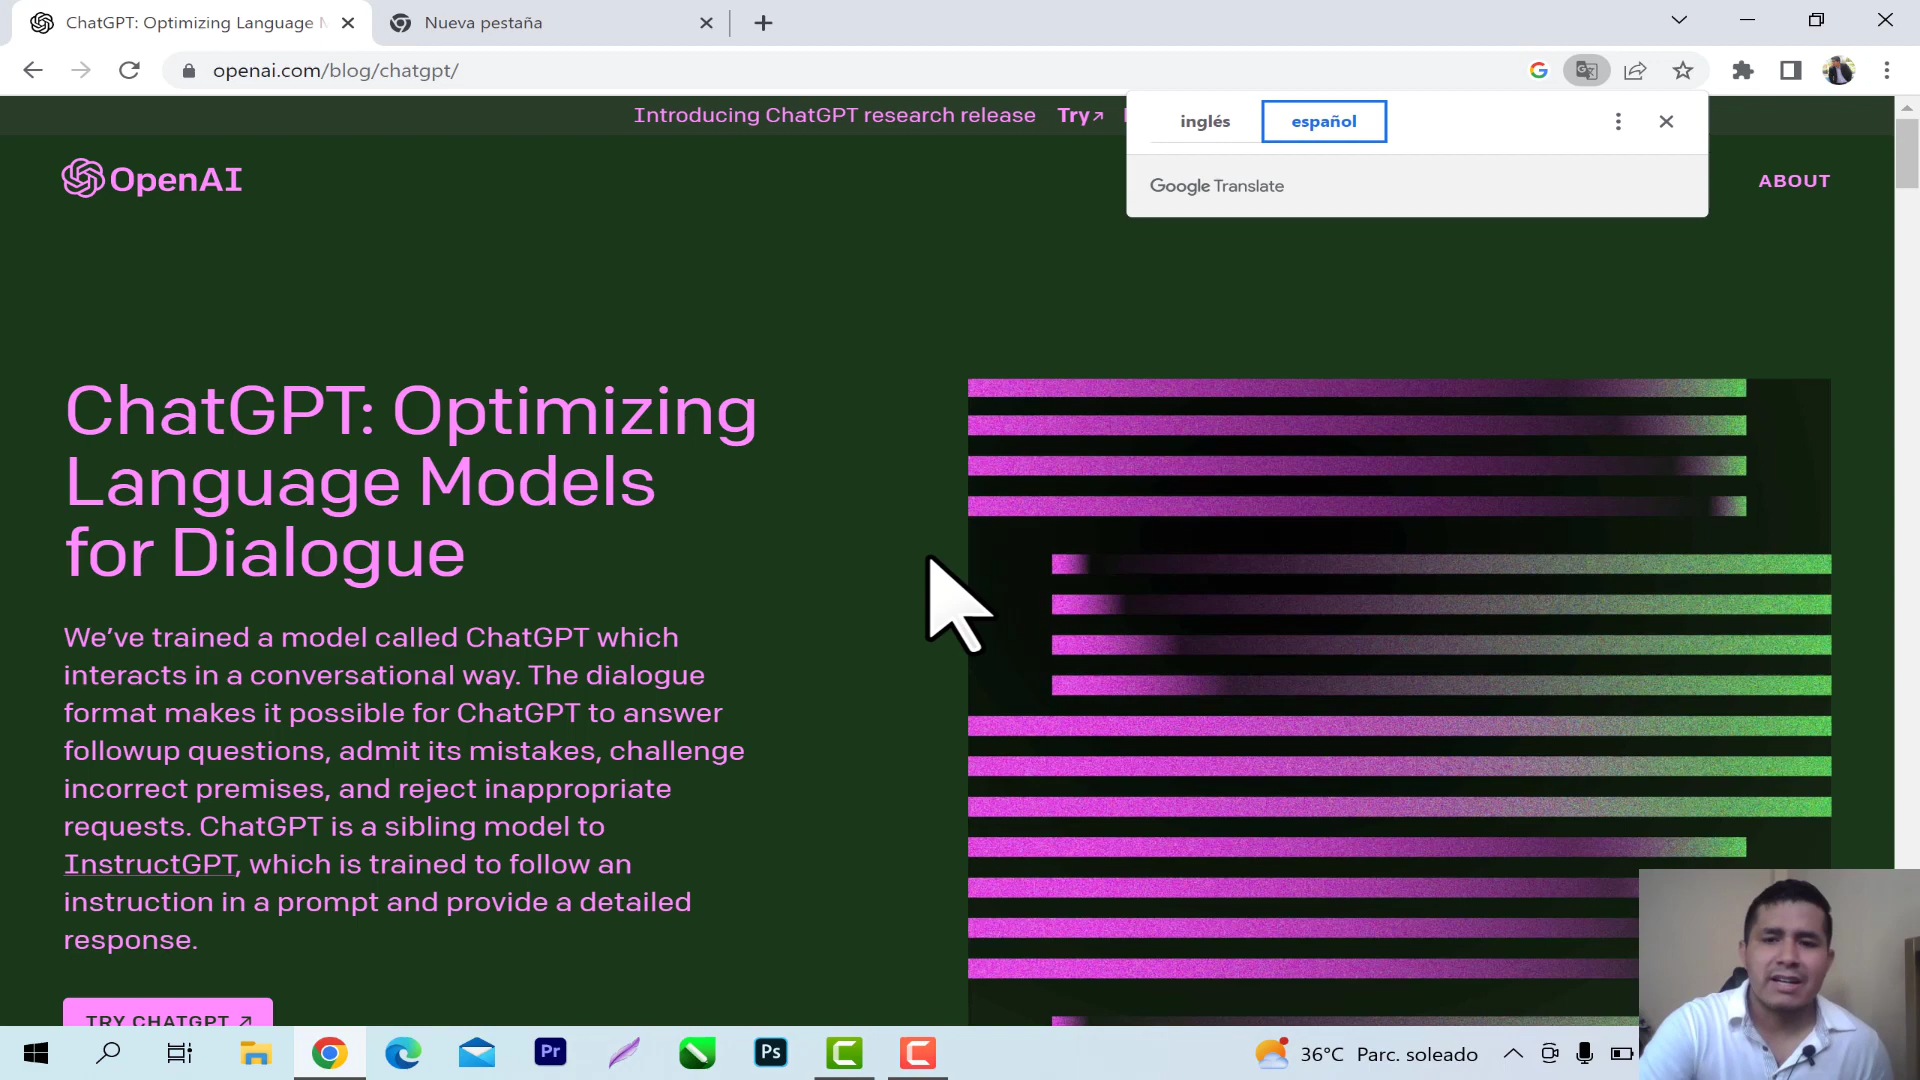 ChatGPT: Optimizing Language
Nueva pestaña
openai.com/blog/chatgpt/
Introducing ChatGPT research release Try↗
inglés español
Google Translate
OpenAI
ABOUT
ChatGPT: Optimizing
Language Models
for Dialogue
We’ve trained a model called ChatGPT which
interacts in a conversational way. The dialogue
format makes it possible for ChatGPT to answer
followup questions, admit its mistakes, challenge
incorrect premises, and reject inappropriate
requests. ChatGPT is a sibling model to
InstructGPT, which is trained to follow an
instruction in a prompt and provide a detailed
response.
TRY CHATGPT ↗
Pr
Ps
36°C Parc. soleado